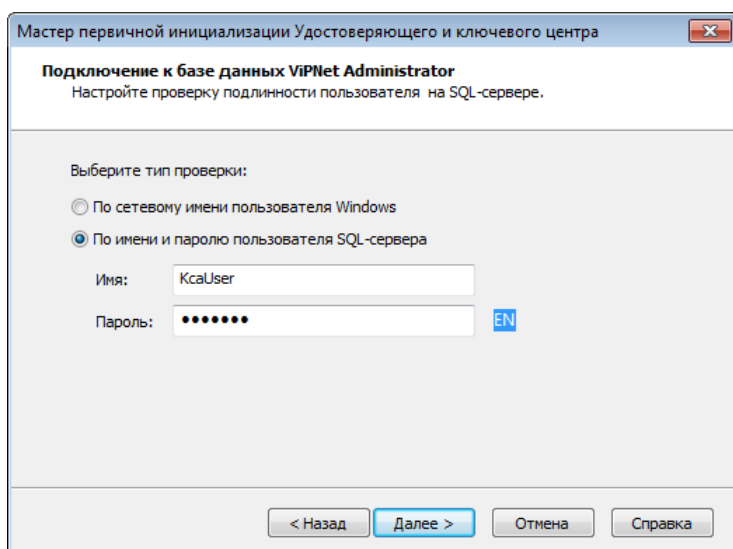 Мастер первичной инициализации Удостоверяющего и ключевого центра
Подключение к базе данных ViPNet Administrator
Настройте проверку подлинности пользователя на SQL-сервере.
Выберите тип проверки:
По сетевому имени пользователя Windows
По имени и паролю пользователя SQL-сервера
Имя: KcaUser
Пароль: ••••••• EN
< Назад Далее > Отмена Справка